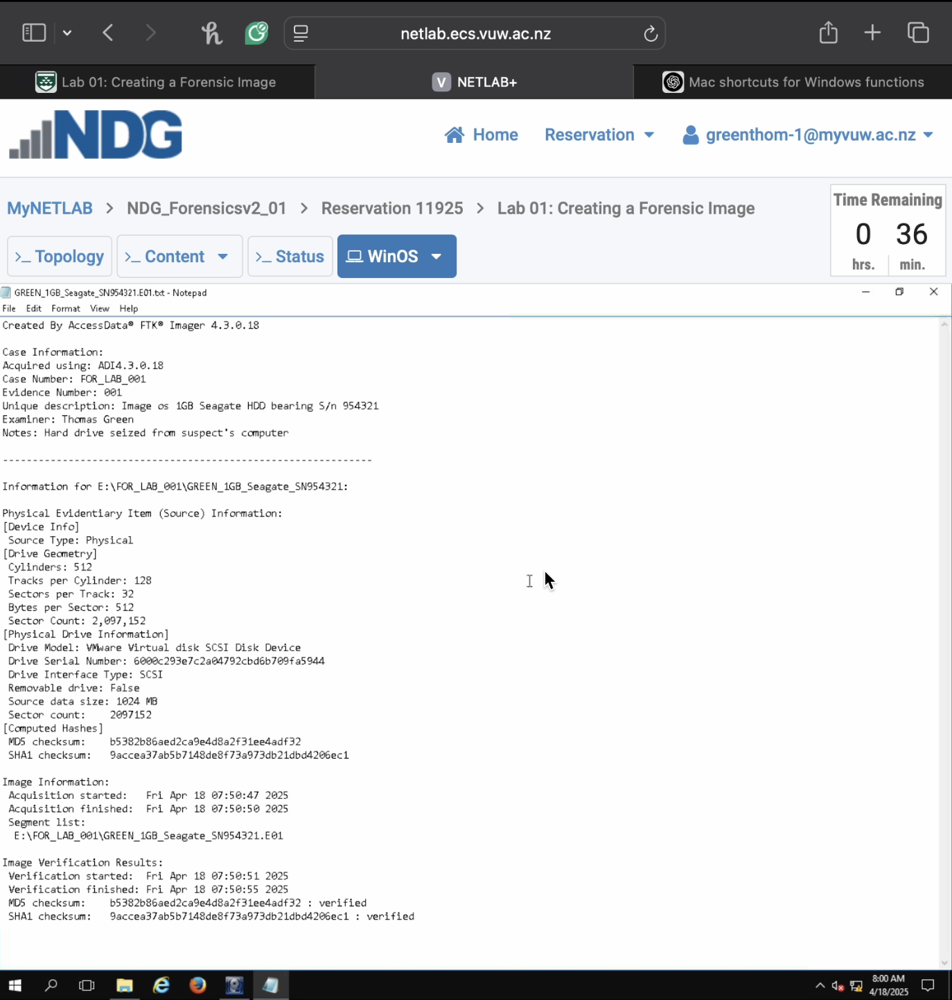 netlab.ecs.vuw.ac.nz
Lab 01: Creating a Forensic Image
V NETLAB+
Mac shortcuts for Windows functions
NDG
Home
Reservation
greenthom-1@myvuw.ac.nz
MyNETLAB > NDG_Forensicsv2_01 > Reservation 11925 > Lab 01: Creating a Forensic Image
Time Remaining
0 36
hrs. min.
>_ Topology
>_ Content
>_ Status
WinOS
GREEN_1GB_Seagate_SN954321.E01.txt - Notepad
File Edit Format View Help
Created By AccessData® FTK® Imager 4.3.0.18
Case Information:
Acquired using: ADI4.3.0.18
Case Number: FOR_LAB_001
Evidence Number: 001
Unique description: Image os 1GB Seagate HDD bearing S/n 954321
Examiner: Thomas Green
Notes: Hard drive seized from suspect's computer
--------------------------------------------------------------
Information for E:\FOR_LAB_001\GREEN_1GB_Seagate_SN954321:
Physical Evidentiary Item (Source) Information:
[Device Info]
Source Type: Physical
[Drive Geometry]
Cylinders: 512
Tracks per Cylinder: 128
Sectors per Track: 32
Bytes per Sector: 512
Sector Count: 2,097,152
[Physical Drive Information]
Drive Model: VMware Virtual disk SCSI Disk Device
Drive Serial Number: 6000c293e7c2a04792cbd6b709fa5944
Drive Interface Type: SCSI
Removable drive: False
Source data size: 1024 MB
Sector count: 2097152
[Computed Hashes]
MD5 checksum: b5382b86aed2ca9e4d8a2f31ee4adf32
SHA1 checksum: 9accea37ab5b7148de8f73a973db21dbd4206ec1
Image Information:
Acquisition started: Fri Apr 18 07:50:47 2025
Acquisition finished: Fri Apr 18 07:50:50 2025
Segment list:
E:\FOR_LAB_001\GREEN_1GB_Seagate_SN954321.E01
Image Verification Results:
Verification started: Fri Apr 18 07:50:51 2025
Verification finished: Fri Apr 18 07:50:55 2025
MD5 checksum: b5382b86aed2ca9e4d8a2f31ee4adf32 : verified
SHA1 checksum: 9accea37ab5b7148de8f73a973db21dbd4206ec1 : verified
8:00 AM
4/18/2025